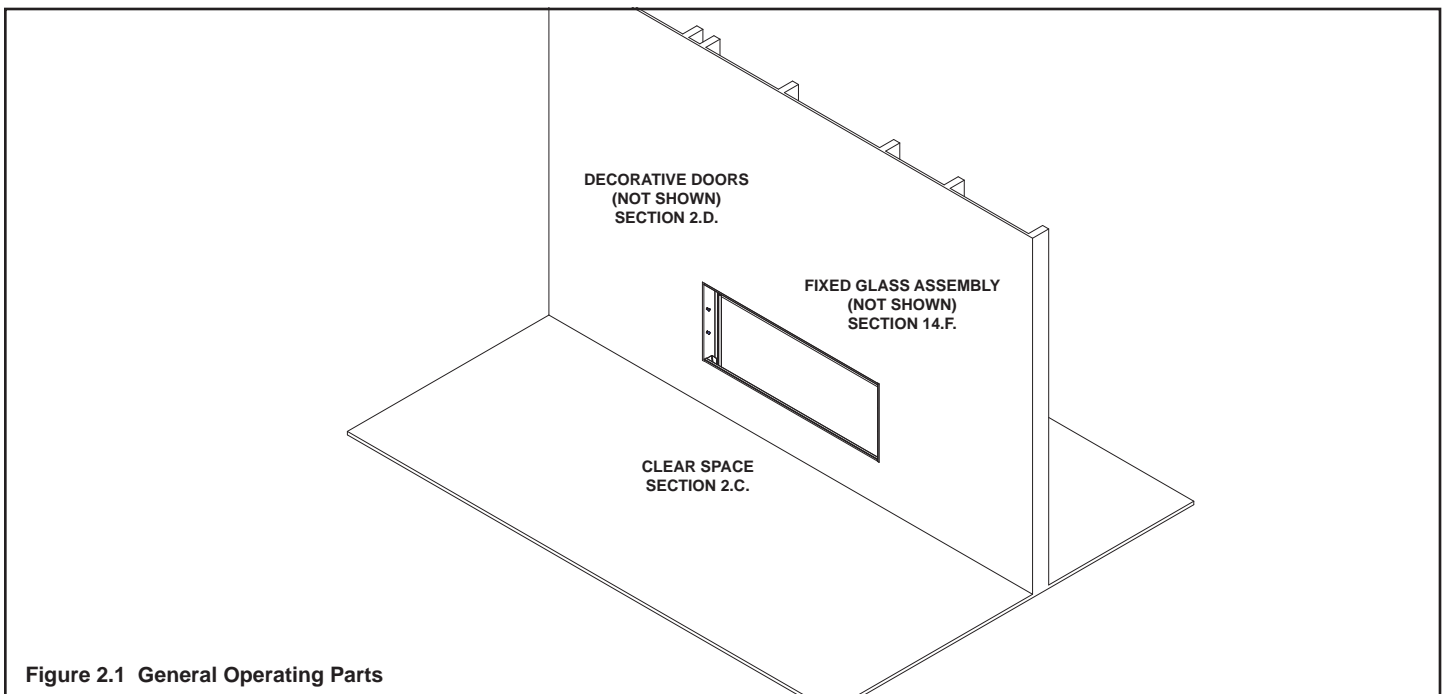 DECORATIVE DOORS
(NOT SHOWN)
SECTION 2.D.
FIXED GLASS ASSEMBLY
(NOT SHOWN)
SECTION 14.F.
CLEAR SPACE
SECTION 2.C.
Figure 2.1 General Operating Parts